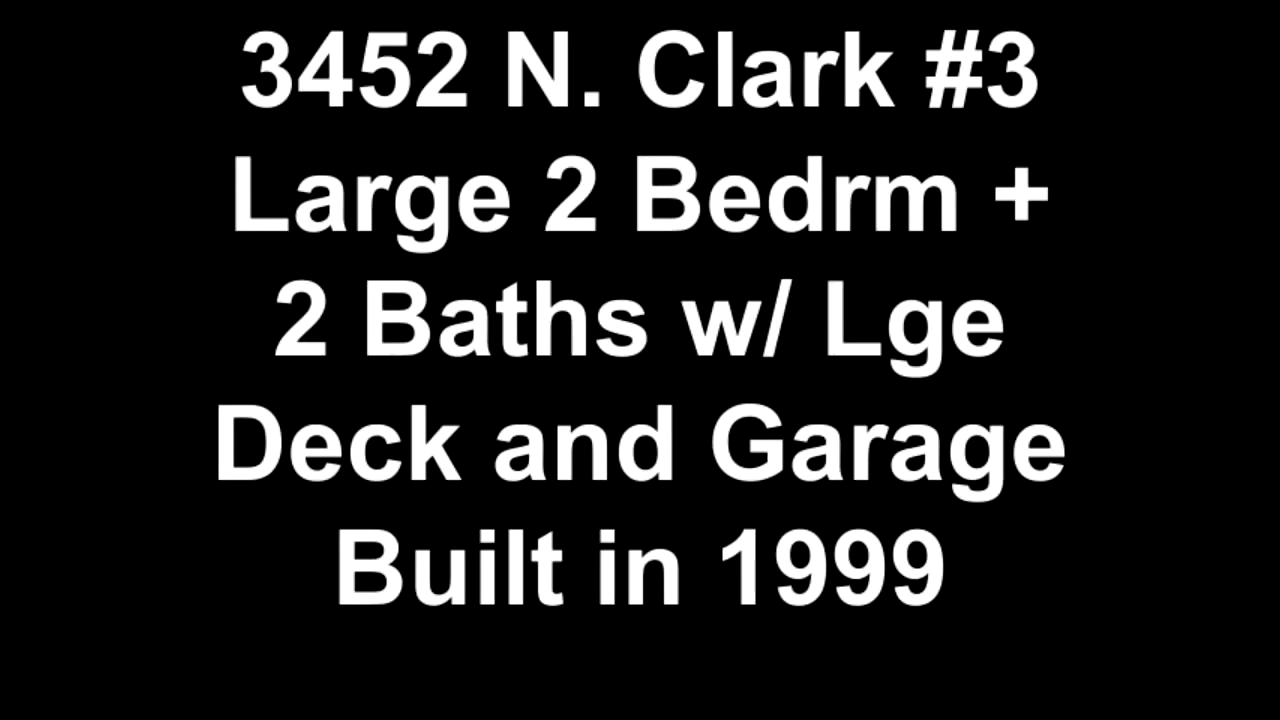 3452 N. Clark #3
Large 2 Bedrm +
2 Baths w/ Lge
Deck and Garage
Built in 1999